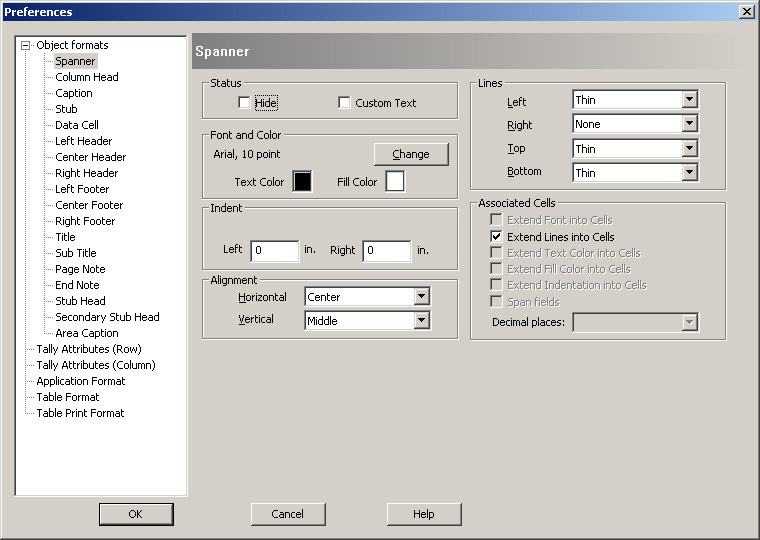 Preferences
Object formats
Spanner
Column Head
Caption
Stub
Data Cell
Left Header
Center Header
Right Header
Left Footer
Center Footer
Right Footer
Title
Sub Title
Page Note
End Note
Stub Head
Secondary Stub Head
Area Caption
Tally Attributes (Row)
Tally Attributes (Column)
Application Format
Table Format
Table Print Format
Spanner
Status
Hide
Custom Text
Font and Color
Arial, 10 point
Change
Text Color
Fill Color
Indent
Left 0 in. Right 0 in.
Alignment
Horizontal Center
Vertical Middle
Lines
Left Thin
Right None
Top Thin
Bottom Thin
Associated Cells
Extend Font into Cells
Extend Lines into Cells
Extend Text Color into Cells
Extend Fill Color into Cells
Extend Indentation into Cells
Span fields
Decimal places:
OK
Cancel
Help